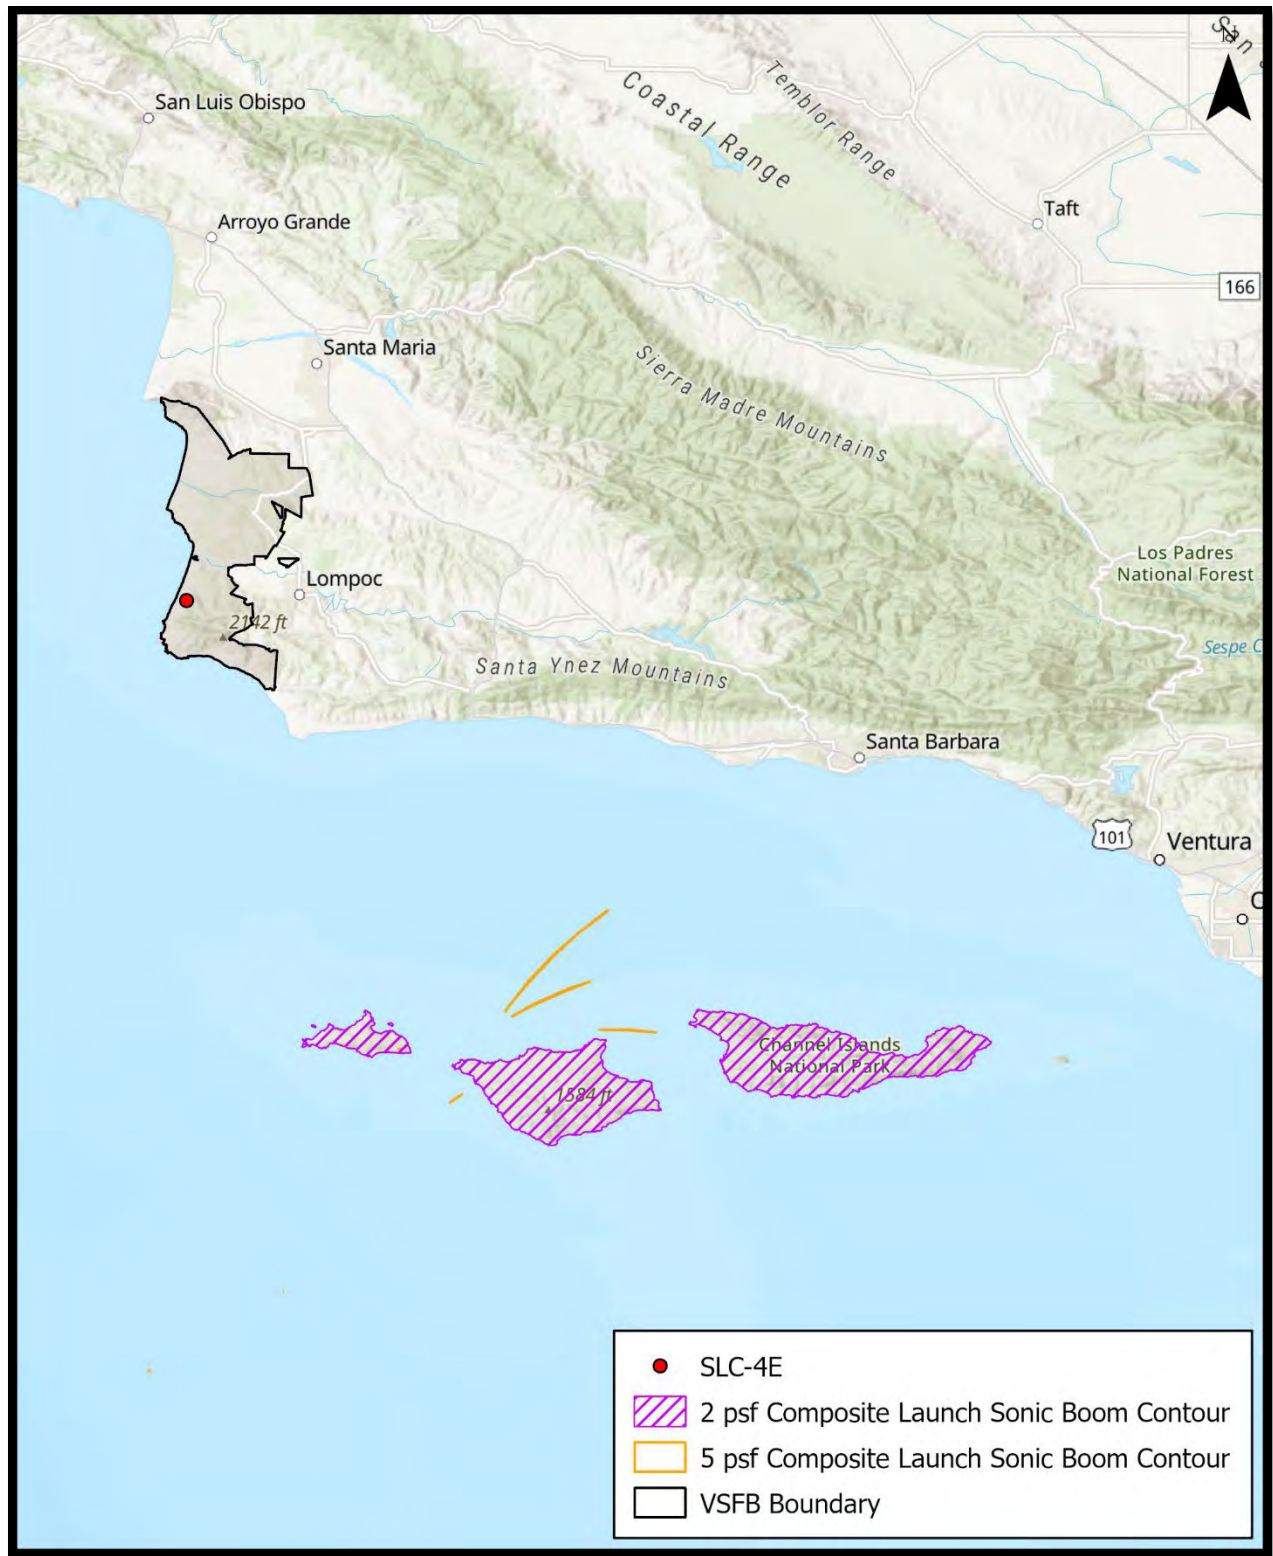 San
N
Coastal Range
Temblor Range
San Luis Obispo
Taft
Arroyo Grande
166
Santa Maria
Sierra Madre Mountains
Los Padres
National Forest
Lompoc
2142 ft
Sespe C
Santa Ynez Mountains
Santa Barbara
101
Ventura
Channel Islands
National Park
1584 ft
SLC-4E
2 psf Composite Launch Sonic Boom Contour
5 psf Composite Launch Sonic Boom Contour
VSFB Boundary